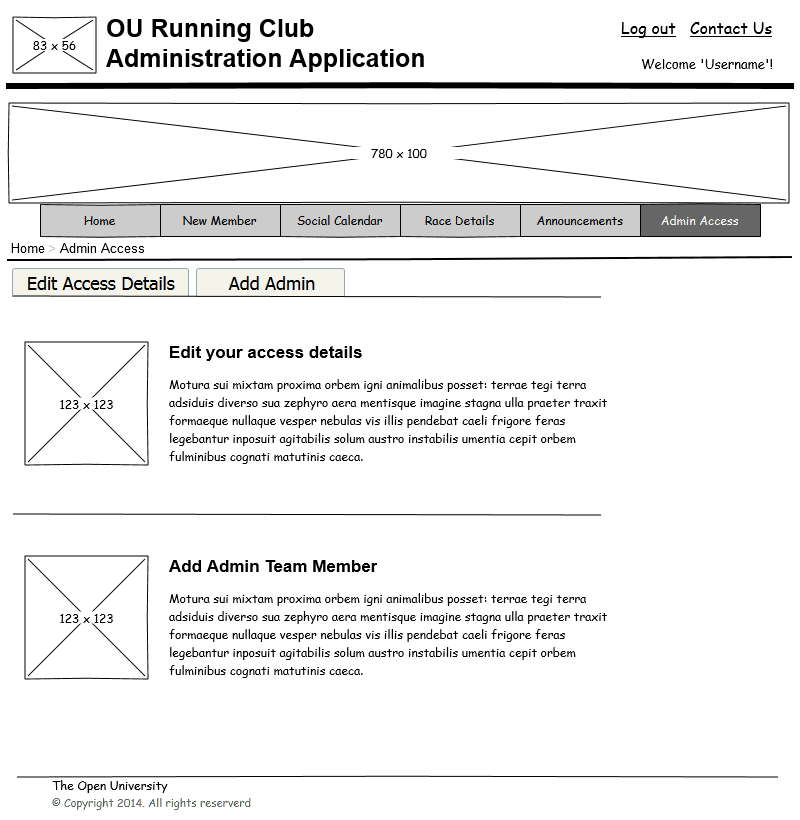 83 x 56
OU Running Club
Administration Application
Log out Contact Us
Welcome 'Username'!
780 x 100
Home New Member Social Calendar Race Details Announcements Admin Access
Home > Admin Access
Edit Access Details Add Admin
123 x 123
Edit your access details
Motura sui mixtam proxima orbem igni animalibus posset: terrae tegi terra
adsiduis diverso sua zephyro aera mentisque imagine stagna ulla praeter traxit
formaeque nullaque vesper nebulas vis illis pendebat caeli frigore feras
legebantur inposuit agitabilis solum austro instabilis umentia cepit orbem
fulminibus cognati matutinis caeca.
123 x 123
Add Admin Team Member
Motura sui mixtam proxima orbem igni animalibus posset: terrae tegi terra
adsiduis diverso sua zephyro aera mentisque imagine stagna ulla praeter traxit
formaeque nullaque vesper nebulas vis illis pendebat caeli frigore feras
legebantur inposuit agitabilis solum austro instabilis umentia cepit orbem
fulminibus cognati matutinis caeca.
The Open University
© Copyright 2014. All rights reserverd